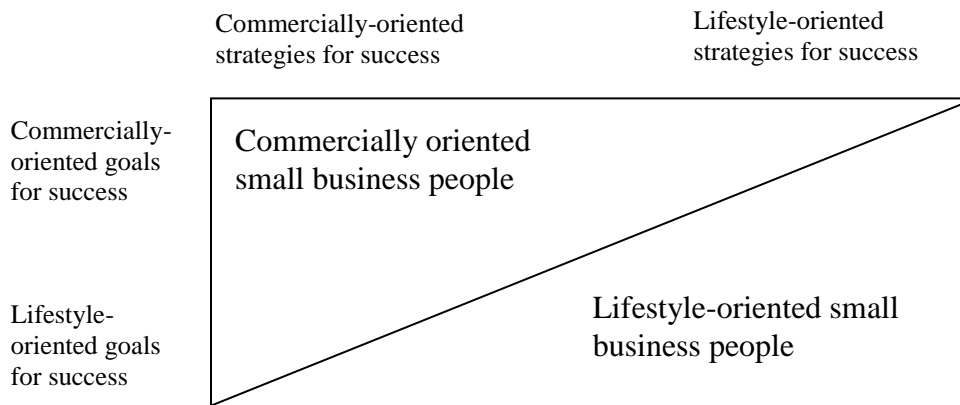 Commercially-oriented
strategies for success
Lifestyle-oriented
strategies for success
Commercially-
oriented goals
for success
Commercially oriented
small business people
Lifestyle-
oriented goals
for success
Lifestyle-oriented small
business people